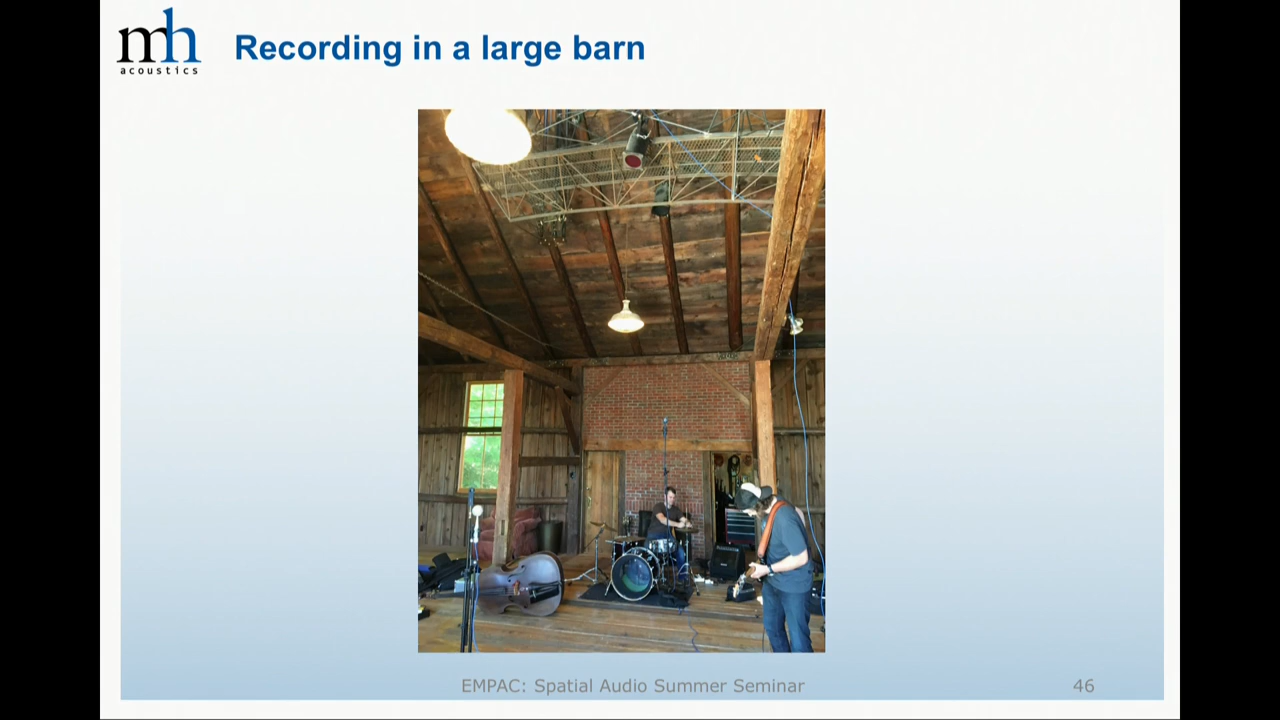 mh
acoustics
Recording in a large barn
EMPAC: Spatial Audio Summer Seminar
46